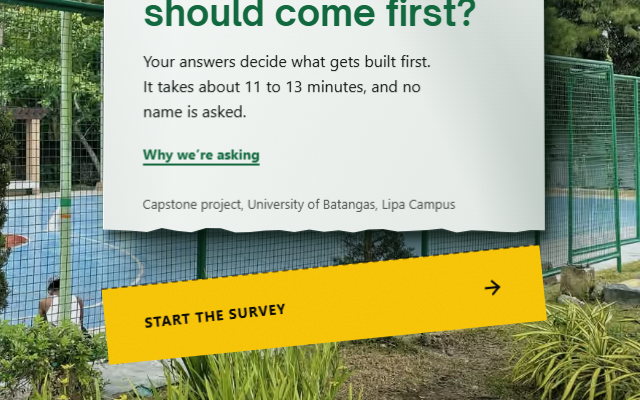 should come first?
Your answers decide what gets built first.
It takes about 11 to 13 minutes, and no
name is asked.
Why we're asking
Capstone project, University of Batangas, Lipa Campus
START THE SURVEY